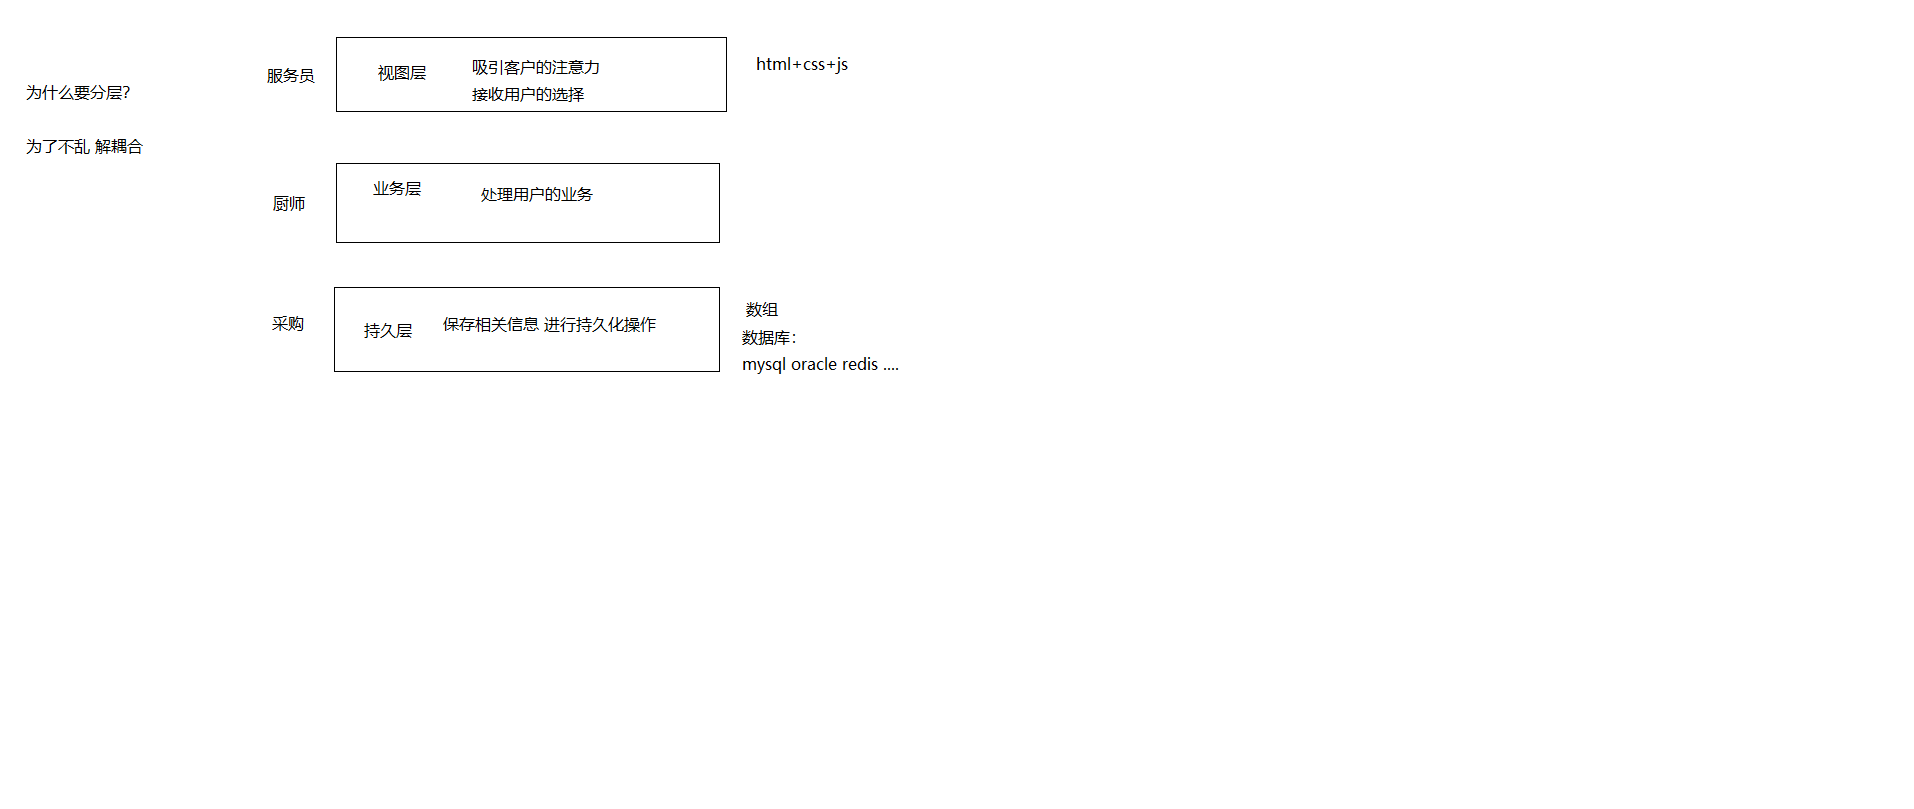 为什么要分层?
为了不乱 解耦合
服务员
视图层
吸引客户的注意力
接收用户的选择
html+css+js
厨师
业务层
处理用户的业务
采购
持久层
保存相关信息 进行持久化操作
数组
数据库:
mysql oracle redis ....